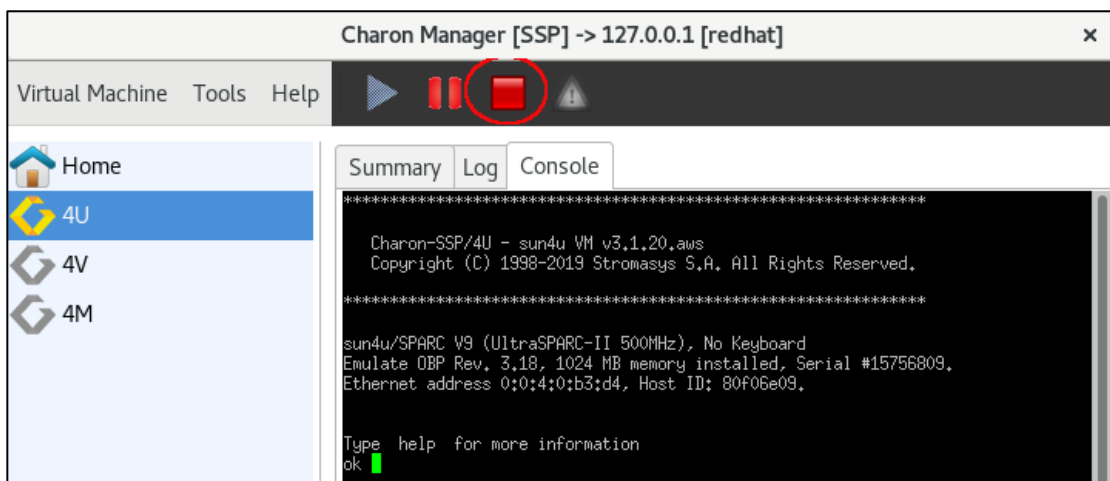 Charon Manager [SSP] -> 127.0.0.1 [redhat] ×
Virtual Machine Tools Help
Home
4U
4V
4M
Summary Log Console
******************************************************************
Charon-SSP/4U - sun4u VM v3.1.20.aws
Copyright (C) 1998-2019 Stromasys S.A. All Rights Reserved.
******************************************************************
sun4u/SPARC V9 (UltraSPARC-II 500MHz), No Keyboard
Emulate OBP Rev. 3.18, 1024 MB memory installed, Serial #15756809.
Ethernet address 0:0:4:0:b3:d4, Host ID: 80f06e09.
Type help for more information
ok